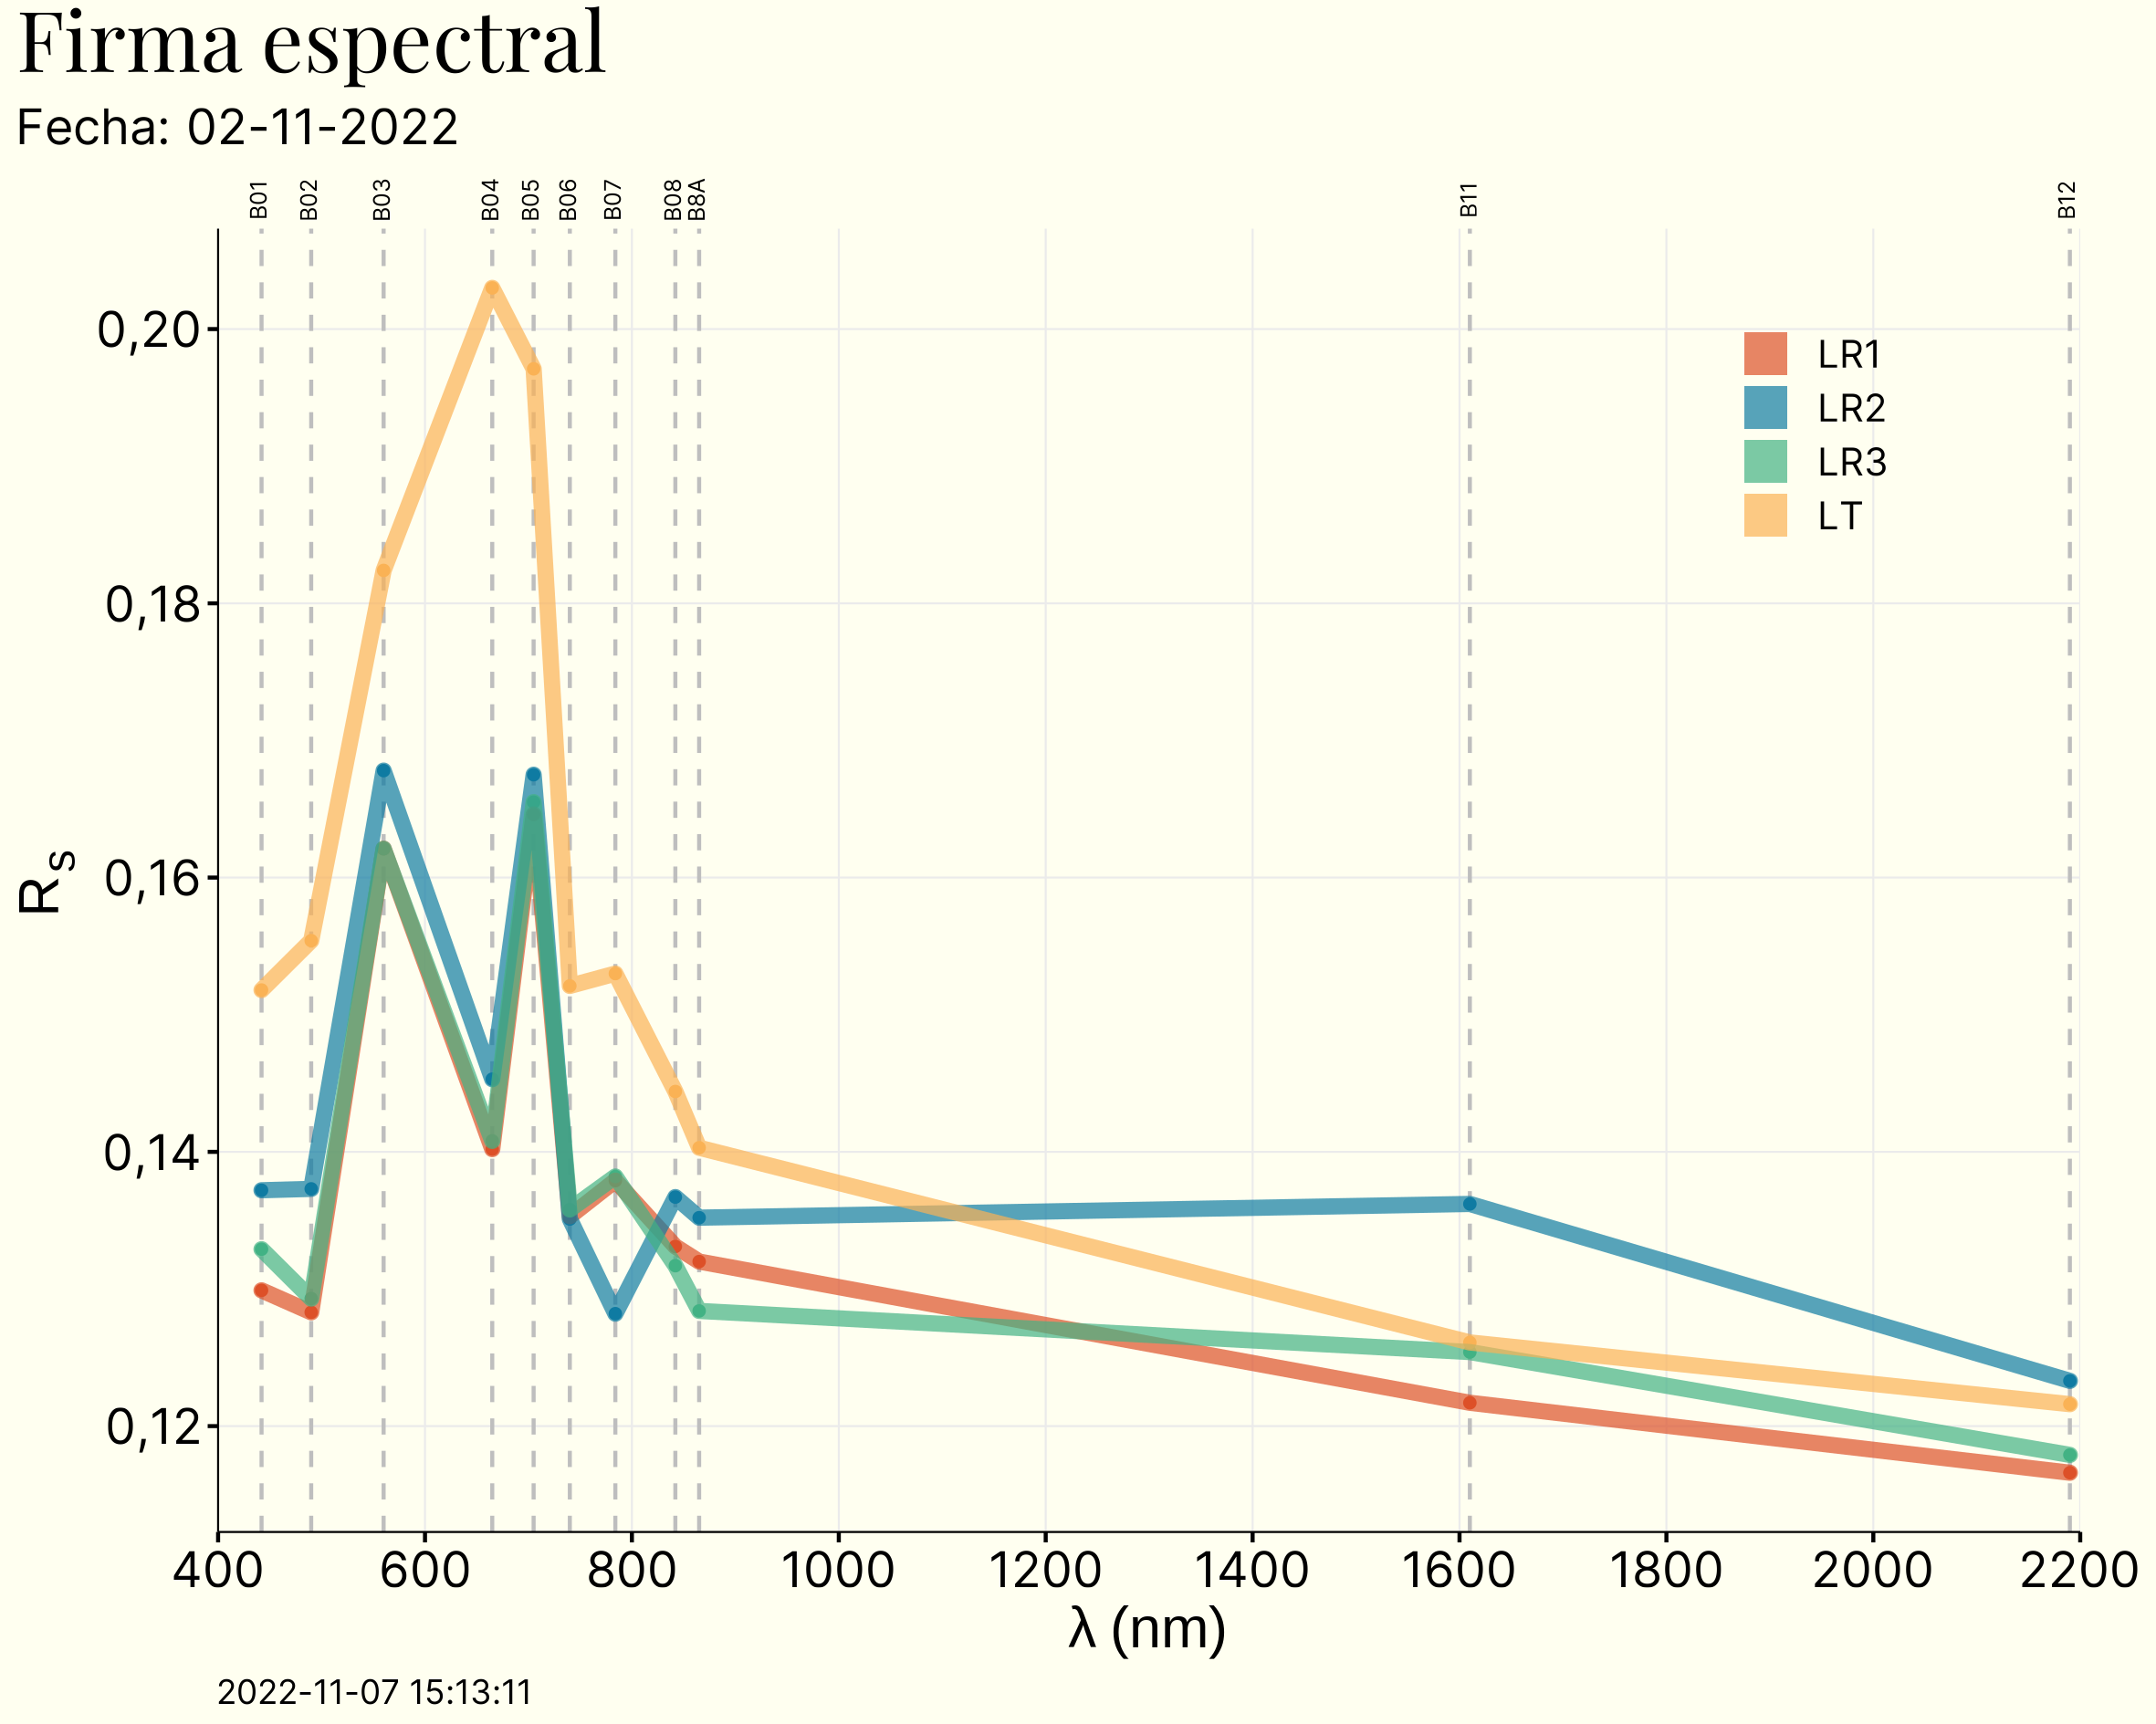 Firma espectral
Fecha: 02-11-2022
B01 B02 B03 B04 B05 B06 B07 B08 B8A B11 B12
0,20
0,18
0,16
0,14
0,12
Rs
LR1
LR2
LR3
LT
400 600 800 1000 1200 1400 1600 1800 2000 2200
λ (nm)
2022-11-07 15:13:11